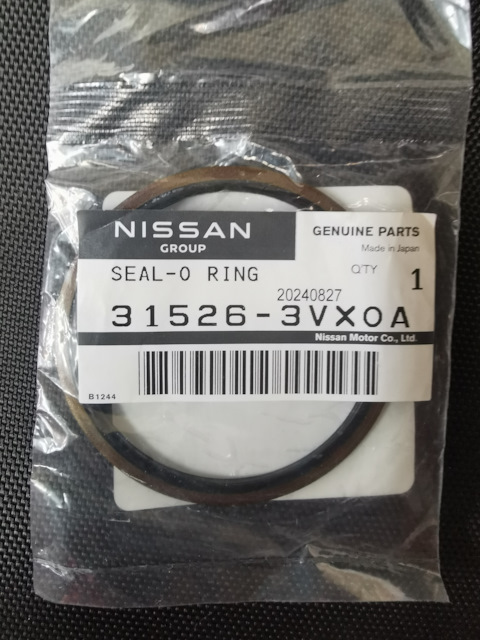 NISSAN
GROUP
GENUINE PARTS
Made in Japan
SEAL-O RING
Q'TY 1
20240827
31526-3VX0A
Nissan Motor Co., Ltd.
B1244